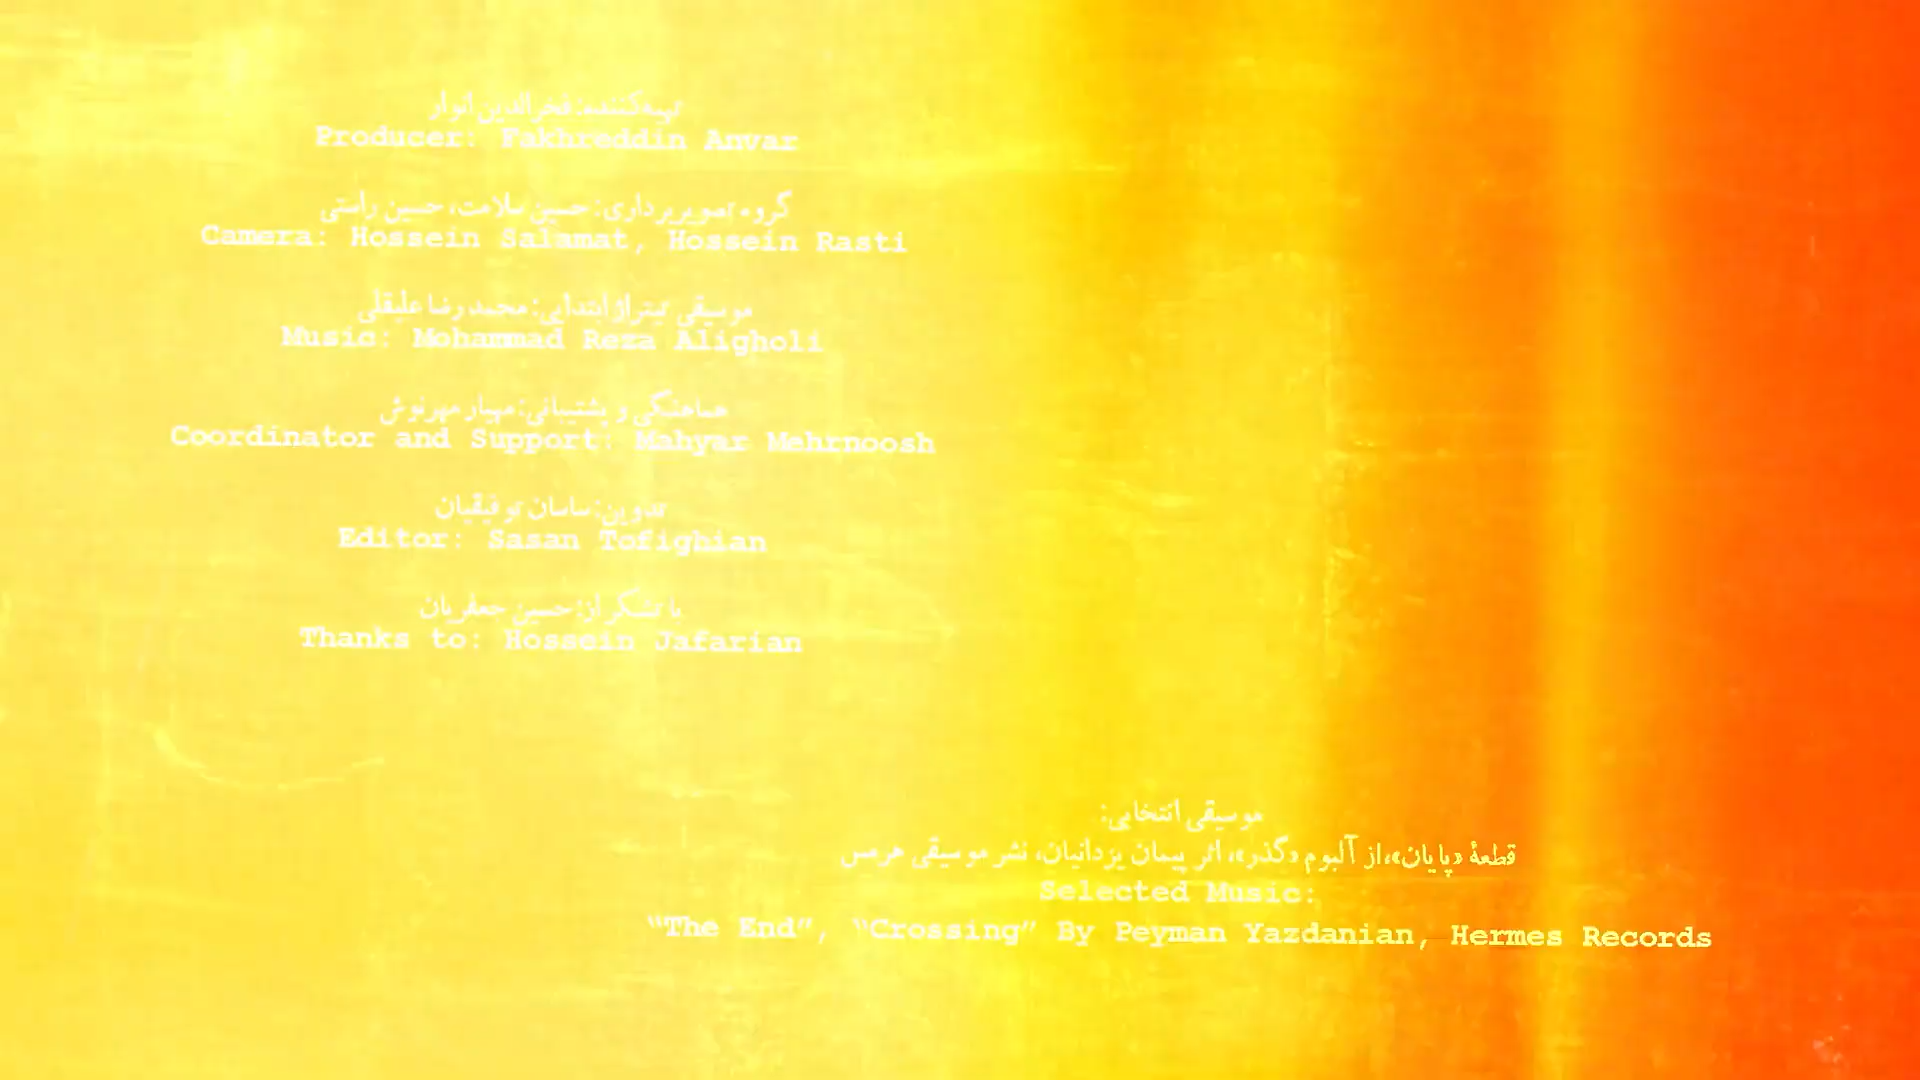 تهیه‌کننده: فخرالدین انوار
Producer: Fakhreddin Anvar
گروه تصویربرداری: حسین سلامت، حسین راستی
Camera: Hossein Salamat, Hossein Rasti
موسیقی تیتراژ ابتدایی: محمدرضا علیقلی
Music: Mohammad Reza Aligholi
هماهنگی و پشتیبانی: مهیار مهرنوش
Coordinator and Support: Mahyar Mehrnoosh
تدوین: ساسان توفیقیان
Editor: Sasan Tofighian
با تشکر از: حسین جعفریان
Thanks to: Hossein Jafarian
موسیقی انتخابی:
قطعهٔ «پایان»، از آلبوم «گذر»، اثر پیمان یزدانیان، نشر موسیقی هرمس
Selected Music:
“The End”, “Crossing” By Peyman Yazdanian, Hermes Records